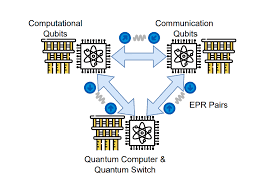 Computational
Qubits
Communication
Qubits
EPR Pairs
Quantum Computer &
Quantum Switch